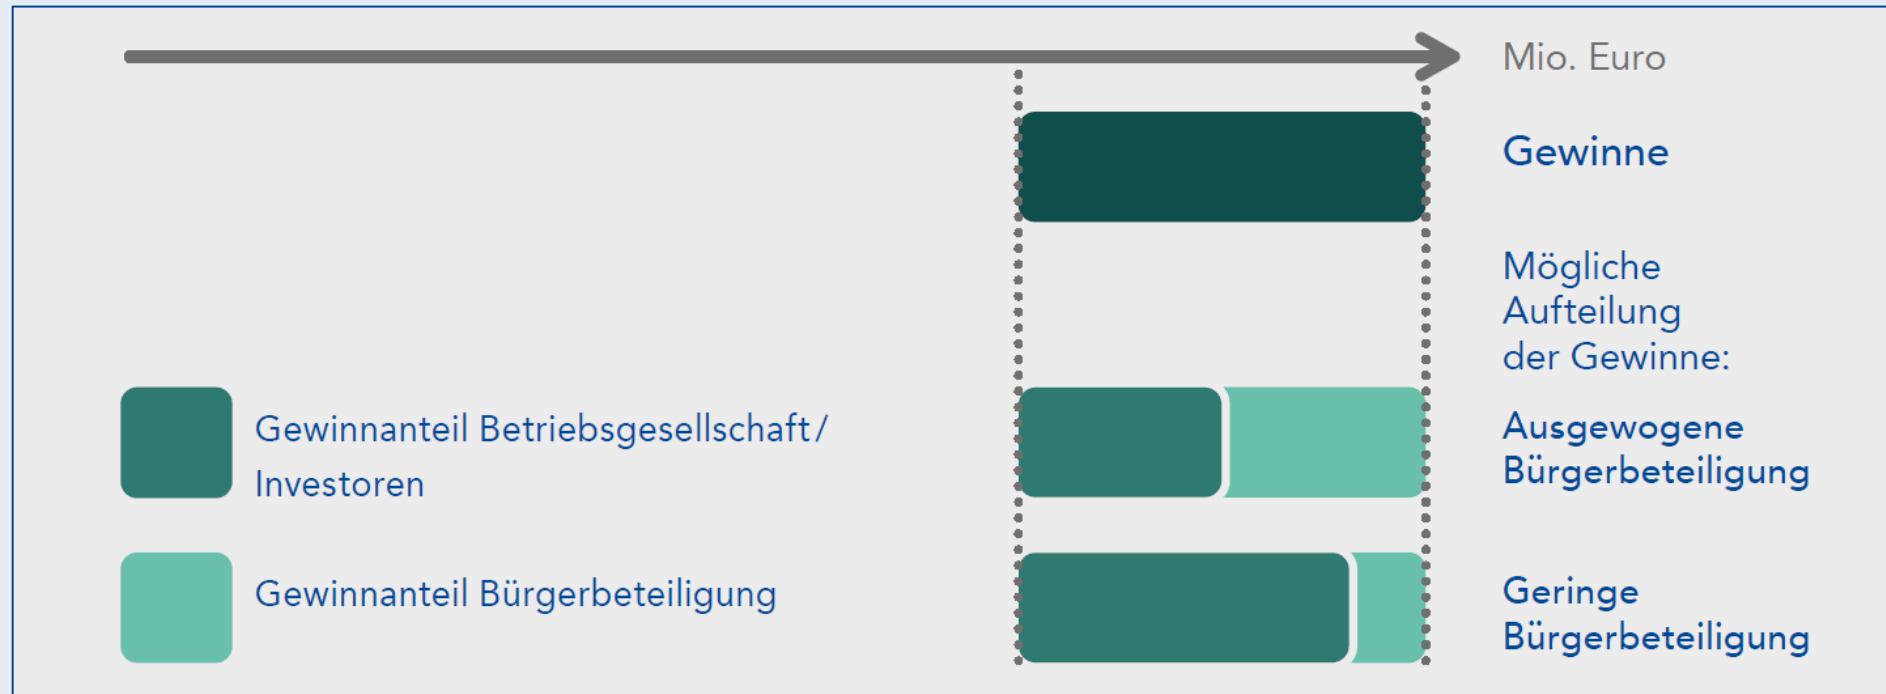 Mio. Euro
Gewinne
Mögliche
Aufteilung
der Gewinne:
Gewinnanteil Betriebsgesellschaft/
Investoren
Ausgewogene
Bürgerbeteiligung
Gewinnanteil Bürgerbeteiligung
Geringe
Bürgerbeteiligung